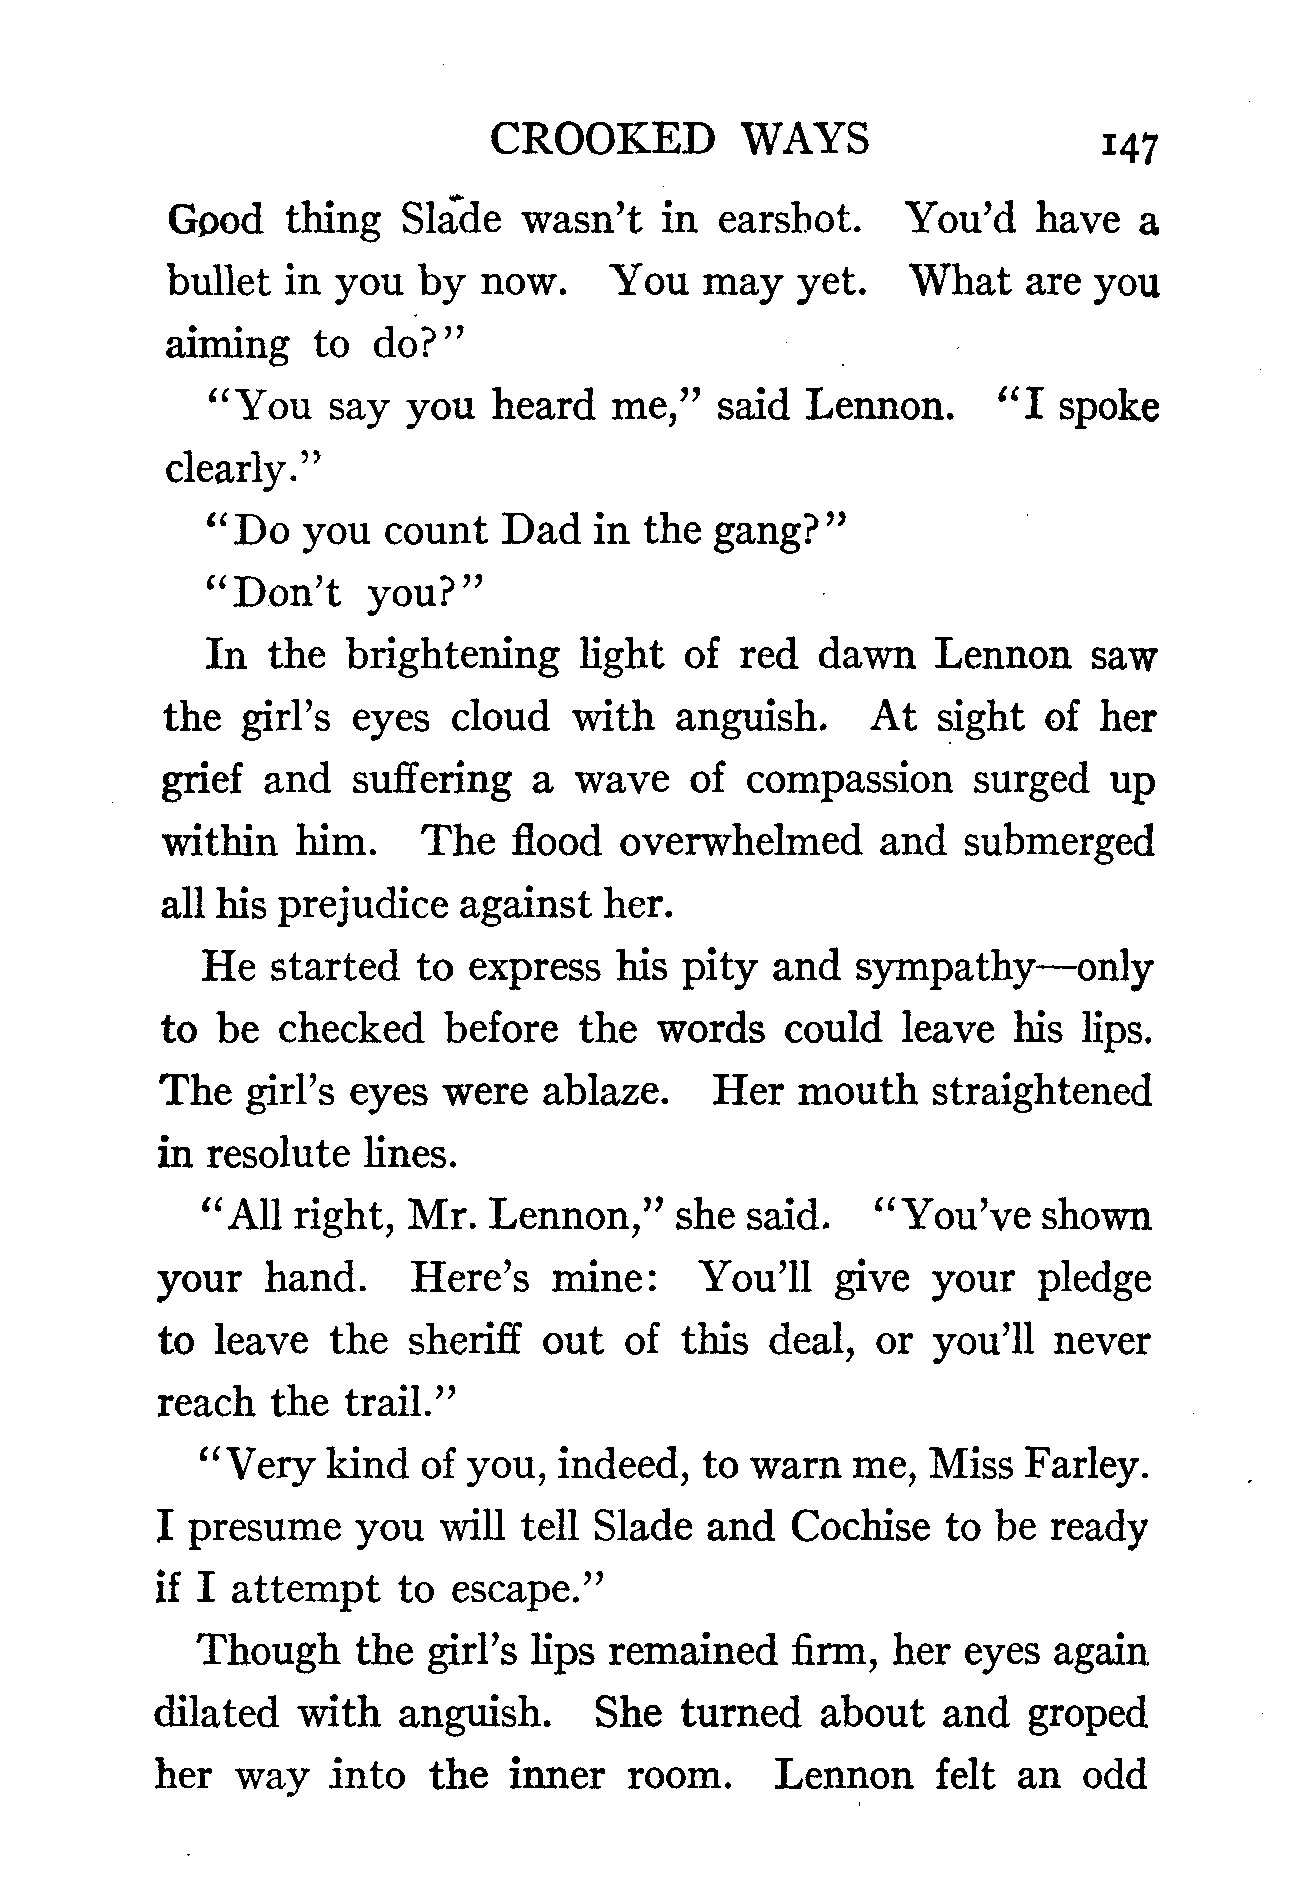 CROOKED WAYS 147
Good thing Slade wasn't in earshot. You'd have a
bullet in you by now. You may yet. What are you
aiming to do?"
"You say you heard me," said Lennon. "I spoke
clearly."
"Do you count Dad in the gang?"
"Don't you?"
In the brightening light of red dawn Lennon saw
the girl's eyes cloud with anguish. At sight of her
grief and suffering a wave of compassion surged up
within him. The flood overwhelmed and submerged
all his prejudice against her.
He started to express his pity and sympathy—only
to be checked before the words could leave his lips.
The girl's eyes were ablaze. Her mouth straightened
in resolute lines.
"All right, Mr. Lennon," she said. "You've shown
your hand. Here's mine: You'll give your pledge
to leave the sheriff out of this deal, or you'll never
reach the trail."
"Very kind of you, indeed, to warn me, Miss Farley.
I presume you will tell Slade and Cochise to be ready
if I attempt to escape."
Though the girl's lips remained firm, her eyes again
dilated with anguish. She turned about and groped
her way into the inner room. Lennon felt an odd